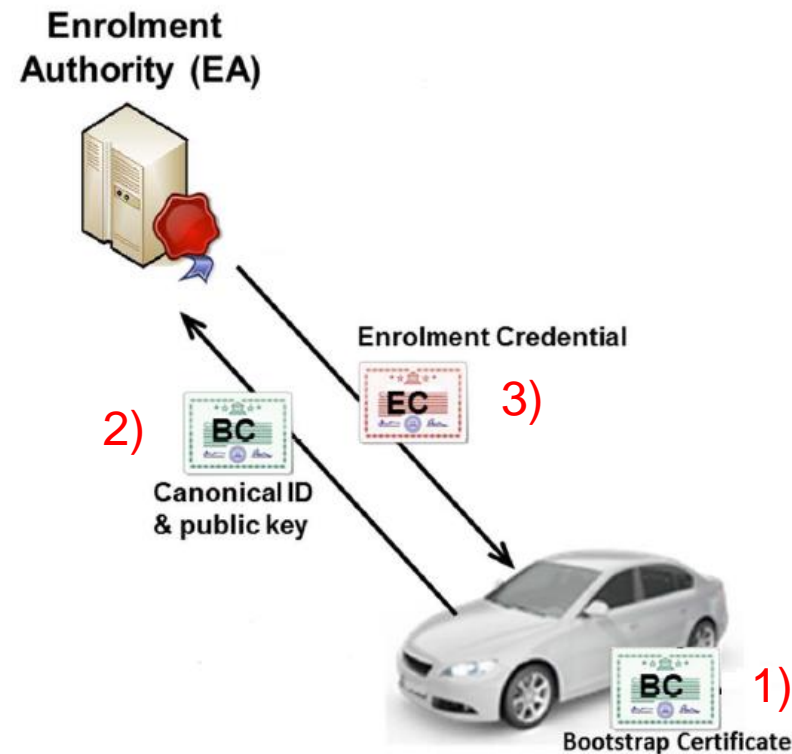 Enrolment
Authority (EA)
Enrolment Credential
EC
3)
2)
BC
Canonical ID
& public key
BC
1)
Bootstrap Certificate